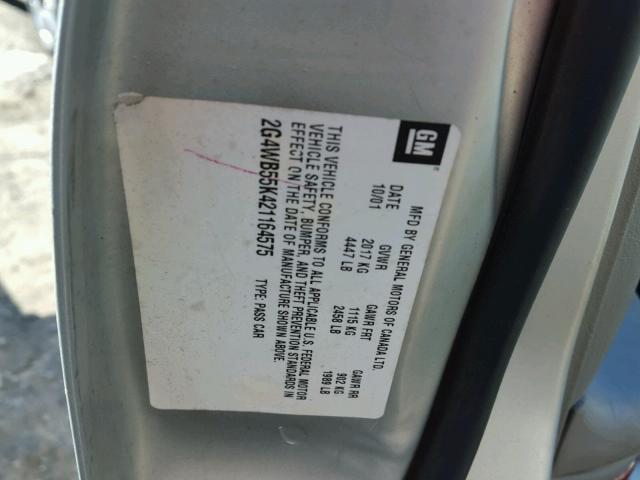 GM
MFD BY GENERAL MOTORS OF CANADA LTD.
DATE GVWR GAWR FRT GAWR RR
10/01 2017 KG 1115 KG 902 KG
4447 LB 2458 LB 1989 LB
THIS VEHICLE CONFORMS TO ALL APPLICABLE U.S. FEDERAL MOTOR
VEHICLE SAFETY, BUMPER, AND THEFT PREVENTION STANDARDS IN
EFFECT ON THE DATE OF MANUFACTURE SHOWN ABOVE.
2G4WB55K421164575 TYPE: PASS CAR